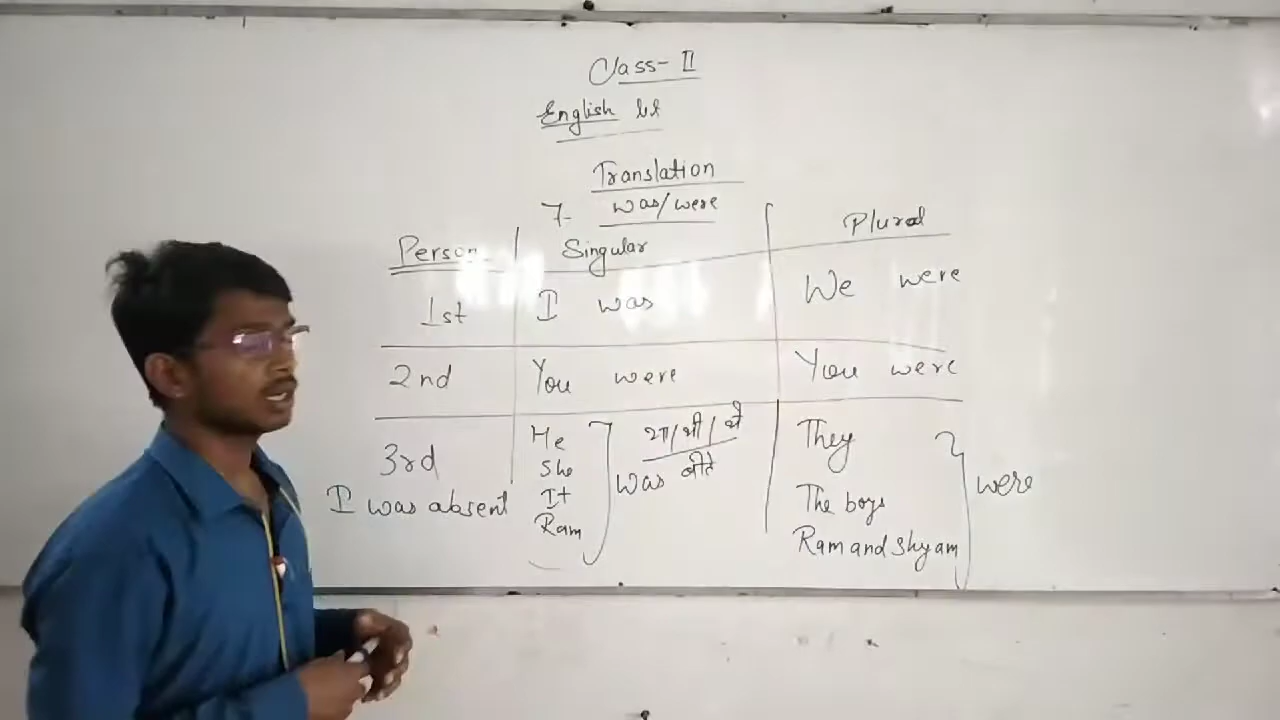 Class- II
English
Translation
7. was/were
Person Singular Plural
1st I was We were
2nd You were You were
3rd
He
She
It
Ram
was
था/थी/थे
They
The boys
Ram and Shyam
were
I was absent